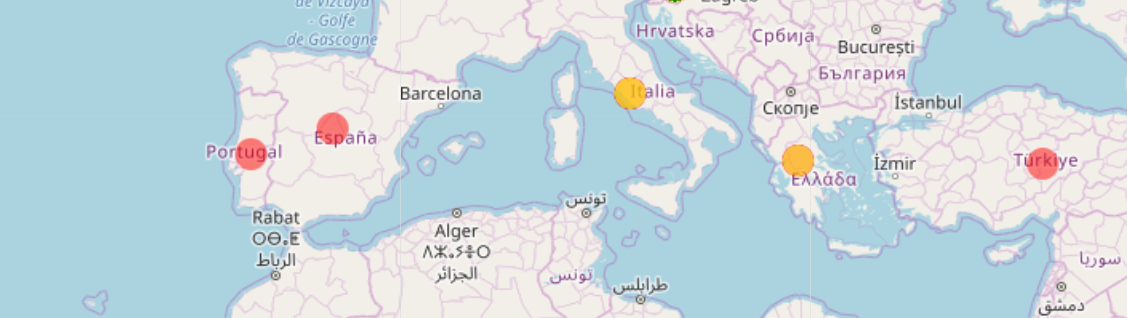 de Vizcaya
- Golfe
de Gascogne
Hrvatska
Србија
București
България
Barcelona
Italia
Скопје
İstanbul
España
Portugal
İzmir
Türkiye
Ελλάδα
تونس
Rabat
ⵔⴱⴰⵟ
الرباط
Alger
ⴷⵣⴰⵢⴻⵔ
الجزائر
تونس
طرابلس
سوريا
دمشق